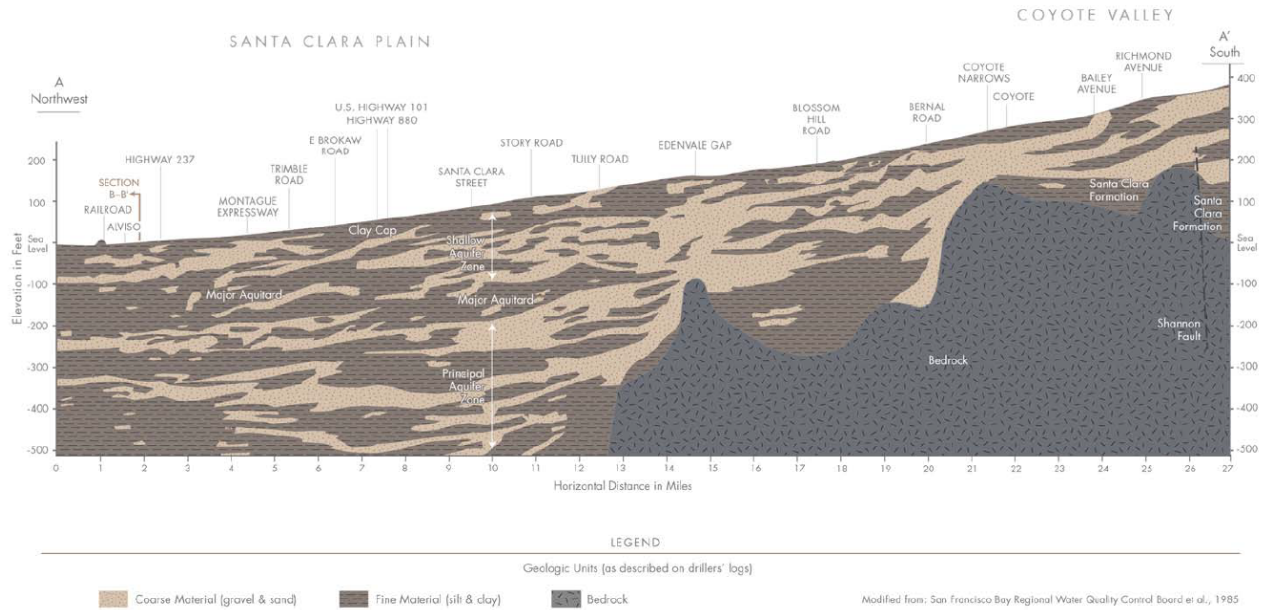 COYOTE VALLEY
SANTA CLARA PLAIN
A
Northwest
A'
South
HIGHWAY 237
SECTION
B–B'
RAILROAD
ALVISO
MONTAGUE
EXPRESSWAY
TRIMBLE
ROAD
E BROKAW
ROAD
U.S. HIGHWAY 101
HIGHWAY 880
SANTA CLARA
STREET
STORY ROAD
TULLY ROAD
EDENVALE GAP
BLOSSOM
HILL
ROAD
BERNAL
ROAD
COYOTE
NARROWS
COYOTE
BAILEY
AVENUE
RICHMOND
AVENUE
Elevation in Feet
200
100
Sea
Level
-100
-200
-300
-400
-500
400
300
200
100
Sea
Level
-100
-200
-300
-400
-500
Clay Cap
Shallow
Aquifer
Zone
Major Aquitard
Major Aquitard
Principal
Aquifer
Zone
Santa Clara
Formation
Santa
Clara
Formation
Shannon
Fault
Bedrock
0 1 2 3 4 5 6 7 8 9 10 11 12 13 14 15 16 17 18 19 20 21 22 23 24 25 26 27
Horizontal Distance in Miles
LEGEND
Geologic Units (as described on drillers' logs)
Coarse Material (gravel & sand)
Fine Material (silt & clay)
Bedrock
Modified from: San Francisco Bay Regional Water Quality Control Board et al., 1985